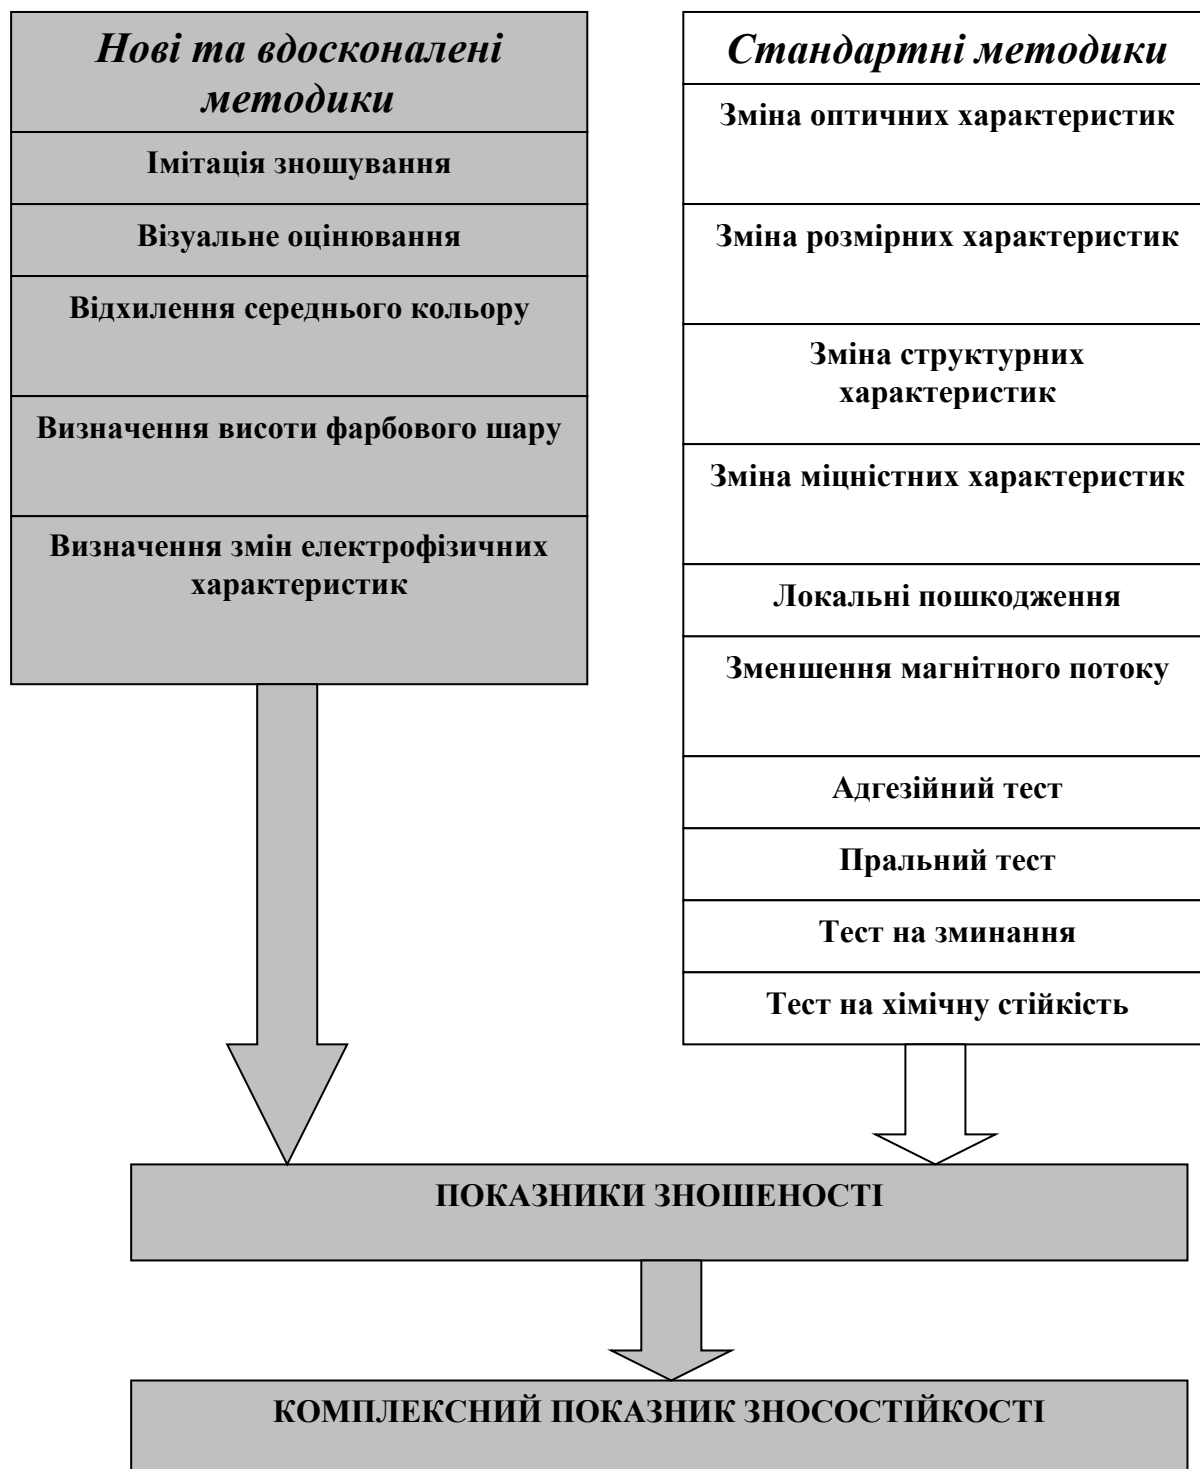 Нові та вдосконалені
методики
Імітація зношування
Візуальне оцінювання
Відхилення середнього кольору
Визначення висоти фарбового шару
Визначення змін електрофізичних
характеристик
Стандартні методики
Зміна оптичних характеристик
Зміна розмірних характеристик
Зміна структурних
характеристик
Зміна міцністних характеристик
Локальні пошкодження
Зменшення магнітного потоку
Адгезійний тест
Пральний тест
Тест на зминання
Тест на хімічну стійкість
ПОКАЗНИКИ ЗНОШЕНОСТІ
КОМПЛЕКСНИЙ ПОКАЗНИК ЗНОСОСТІЙКОСТІ